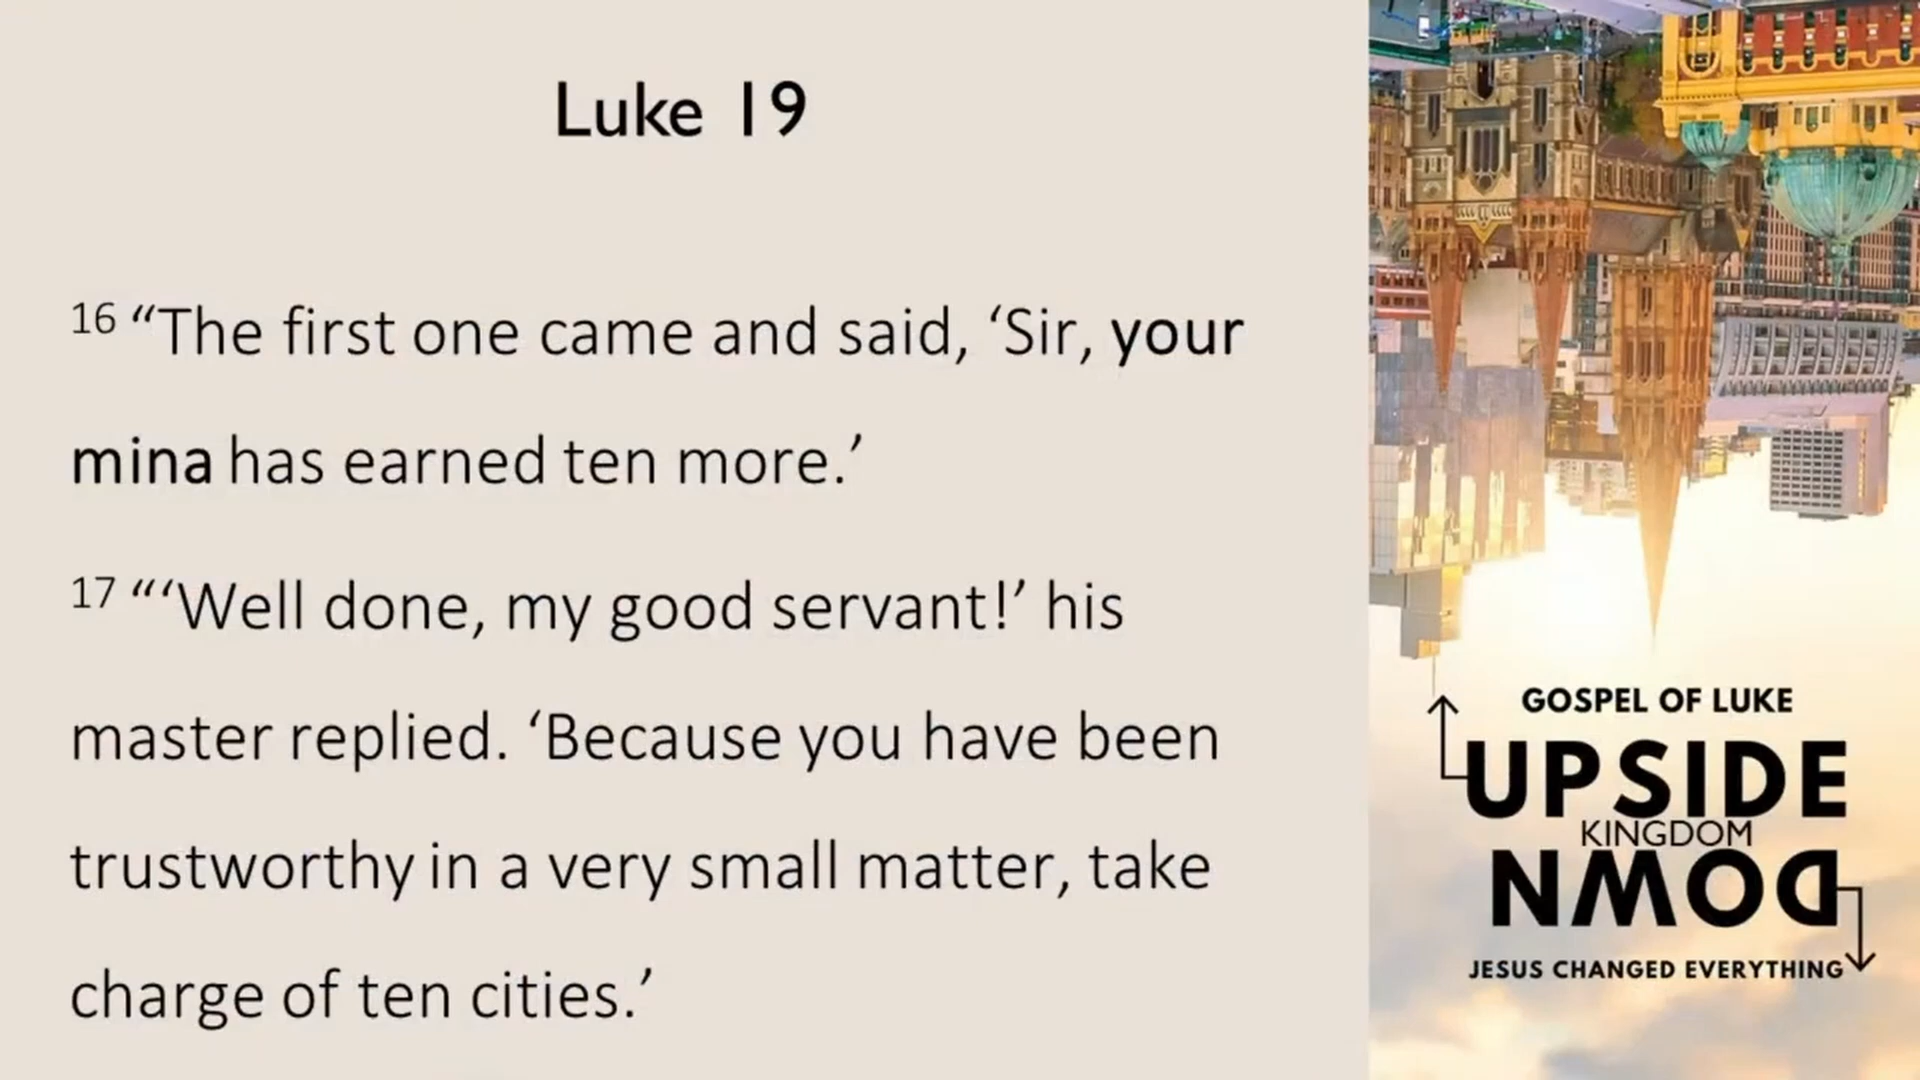 Luke 19
16 “The first one came and said, ‘Sir, your
mina has earned ten more.’
17 “‘Well done, my good servant!’ his
master replied. ‘Because you have been
trustworthy in a very small matter, take
charge of ten cities.’
GOSPEL OF LUKE
UPSIDE
KINGDOM
DOWN
JESUS CHANGED EVERYTHING